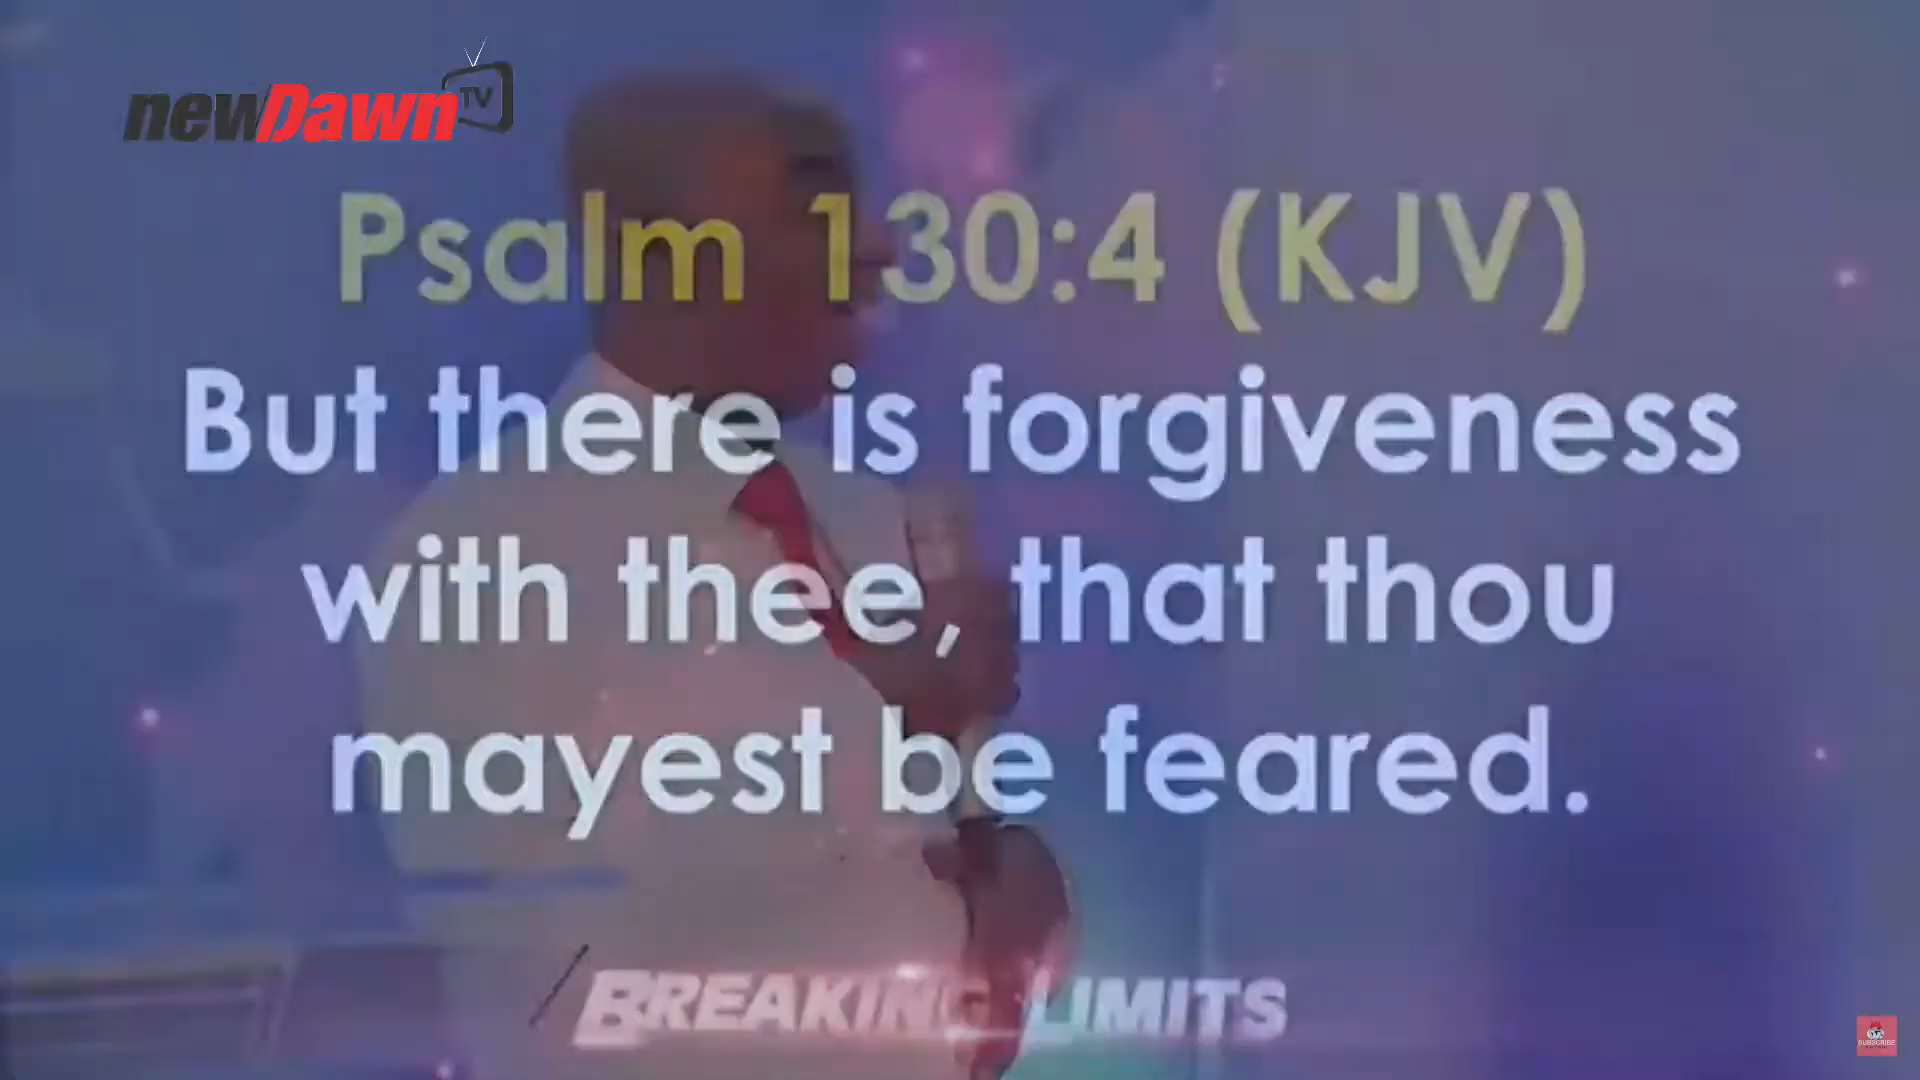 newDawn TV
Psalm 130:4 (KJV)
But there is forgiveness
with thee, that thou
mayest be feared.
BREAKING LIMITS
SUBSCRIBE